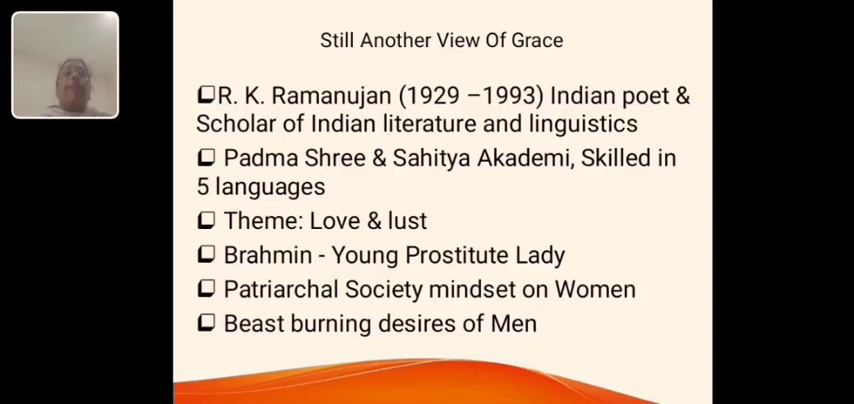 Still Another View Of Grace
❑R. K. Ramanujan (1929 –1993) Indian poet &
Scholar of Indian literature and linguistics
❑ Padma Shree & Sahitya Akademi, Skilled in
5 languages
❑ Theme: Love & lust
❑ Brahmin - Young Prostitute Lady
❑ Patriarchal Society mindset on Women
❑ Beast burning desires of Men